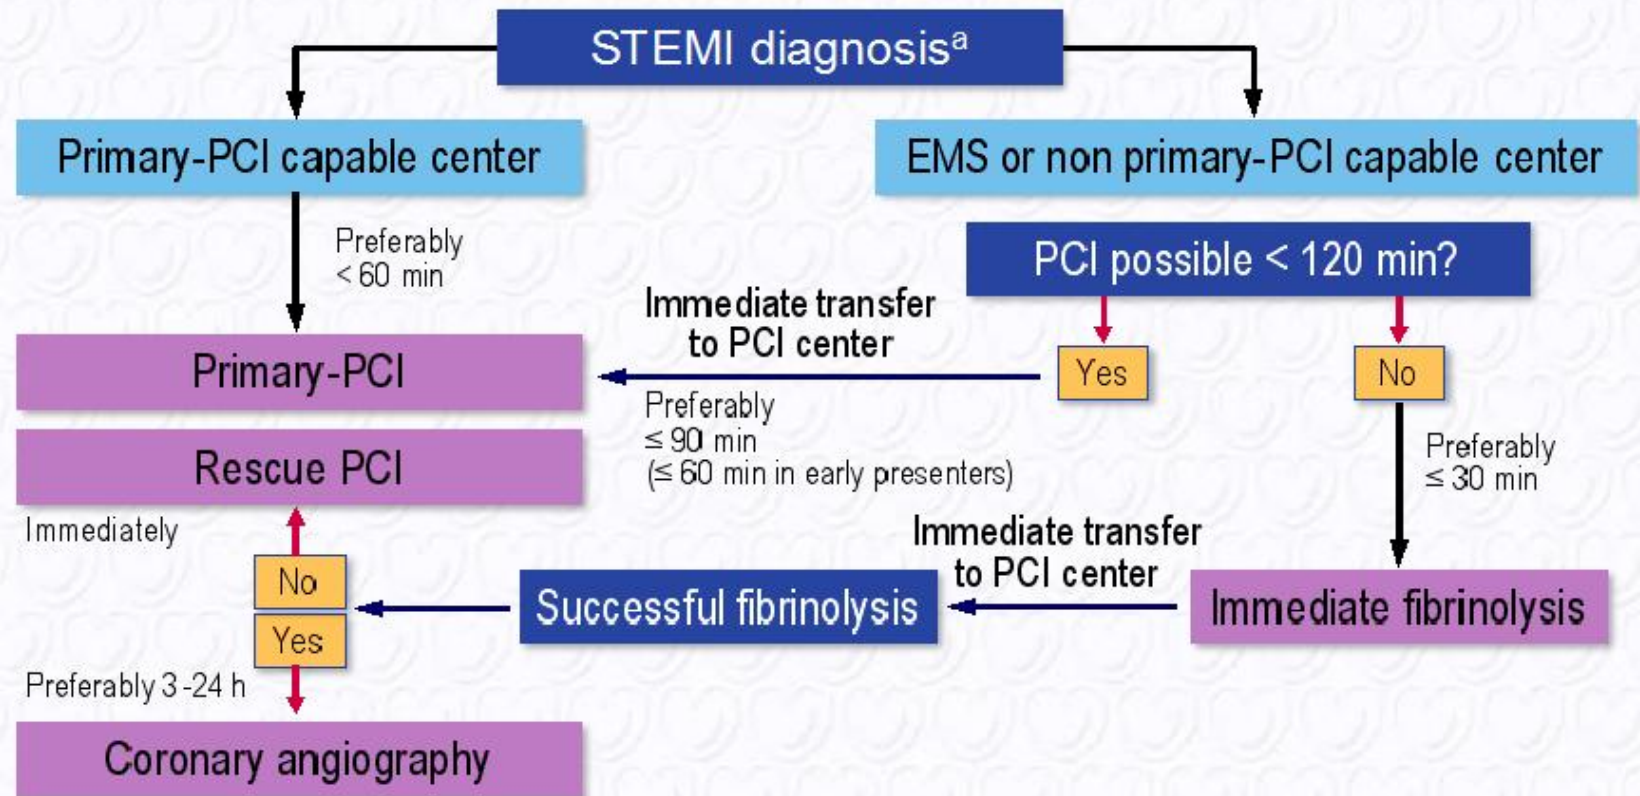 STEMI diagnosisᵃ
Primary-PCI capable center
EMS or non primary-PCI capable center
Preferably
< 60 min
PCI possible < 120 min?
Immediate transfer
to PCI center
Primary-PCI
Yes
No
Preferably
≤ 90 min
(≤ 60 min in early presenters)
Preferably
≤ 30 min
Rescue PCI
Immediately
No
Yes
Successful fibrinolysis
Immediate transfer
to PCI center
Immediate fibrinolysis
Preferably 3-24 h
Coronary angiography